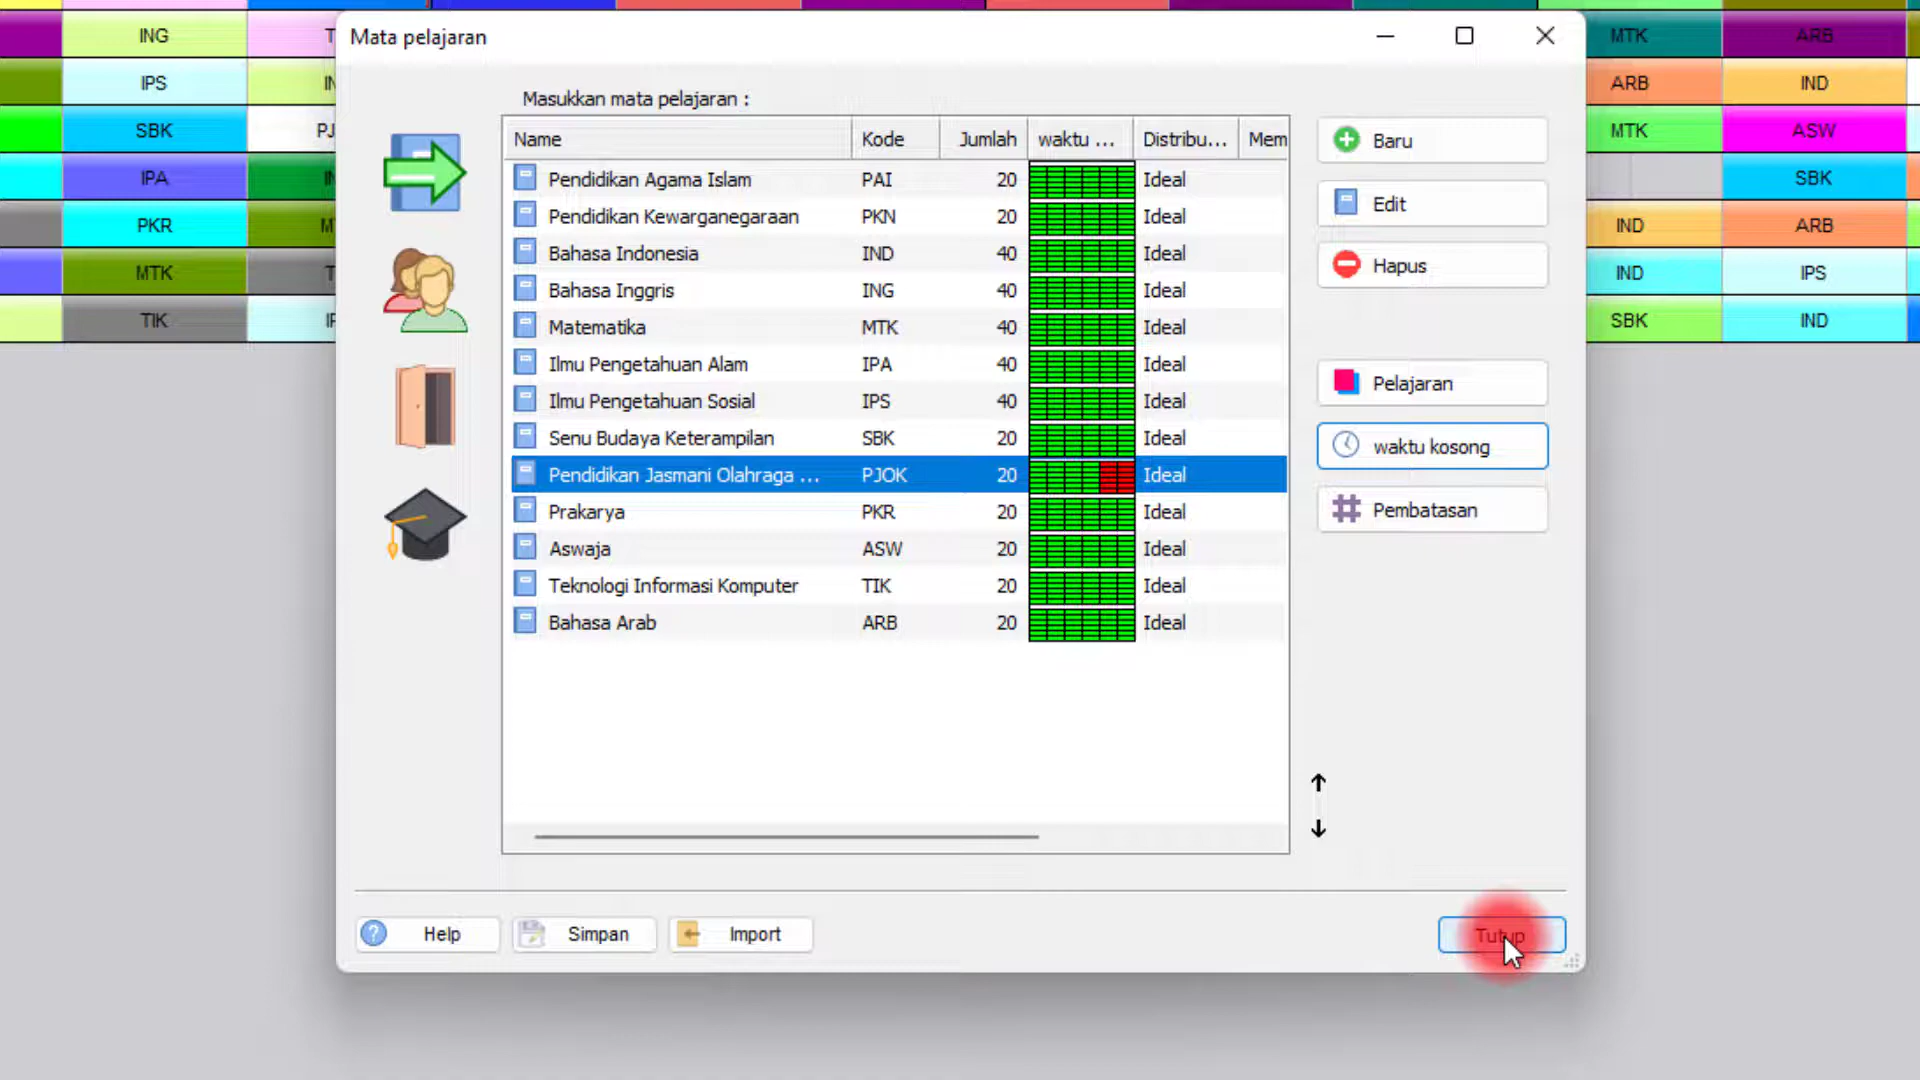 Mata pelajaran
Masukkan mata pelajaran :
Name Kode Jumlah waktu ... Distribu... Mem
Pendidikan Agama Islam PAI 20 Ideal
Pendidikan Kewarganegaraan PKN 20 Ideal
Bahasa Indonesia IND 40 Ideal
Bahasa Inggris ING 40 Ideal
Matematika MTK 40 Ideal
Ilmu Pengetahuan Alam IPA 40 Ideal
Ilmu Pengetahuan Sosial IPS 40 Ideal
Senu Budaya Keterampilan SBK 20 Ideal
Pendidikan Jasmani Olahraga ... PJOK 20 Ideal
Prakarya PKR 20 Ideal
Aswaja ASW 20 Ideal
Teknologi Informasi Komputer TIK 20 Ideal
Bahasa Arab ARB 20 Ideal
Baru
Edit
Hapus
Pelajaran
waktu kosong
Pembatasan
Help Simpan Import Tutup
ING T
IPS IN
SBK PJ
IPA IN
PKR M
MTK T
TIK IP
MTK ARB
ARB IND
MTK ASW
SBK
IND ARB
IND IPS
SBK IND